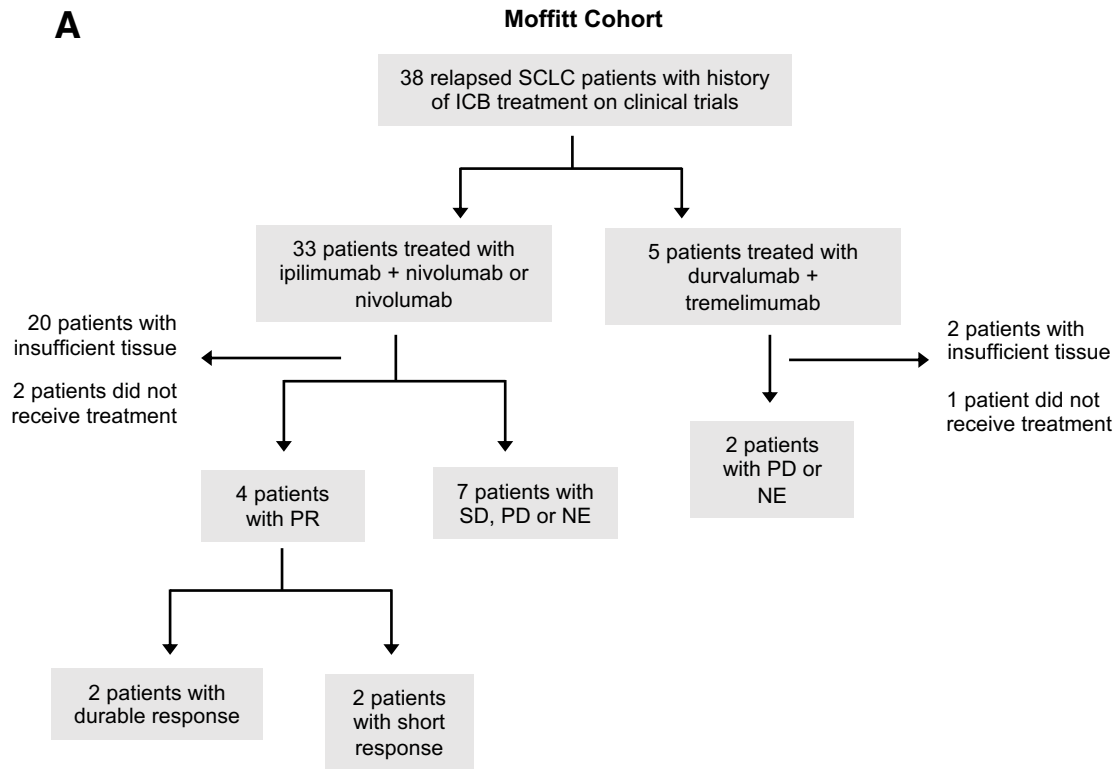 A
Moffitt Cohort
38 relapsed SCLC patients with history
of ICB treatment on clinical trials
33 patients treated with
ipilimumab + nivolumab or
nivolumab
5 patients treated with
durvalumab +
tremelimumab
20 patients with
insufficient tissue
2 patients did not
receive treatment
2 patients with
insufficient tissue
1 patient did not
receive treatment
4 patients
with PR
7 patients with
SD, PD or NE
2 patients
with PD or
NE
2 patients with
durable response
2 patients
with short
response